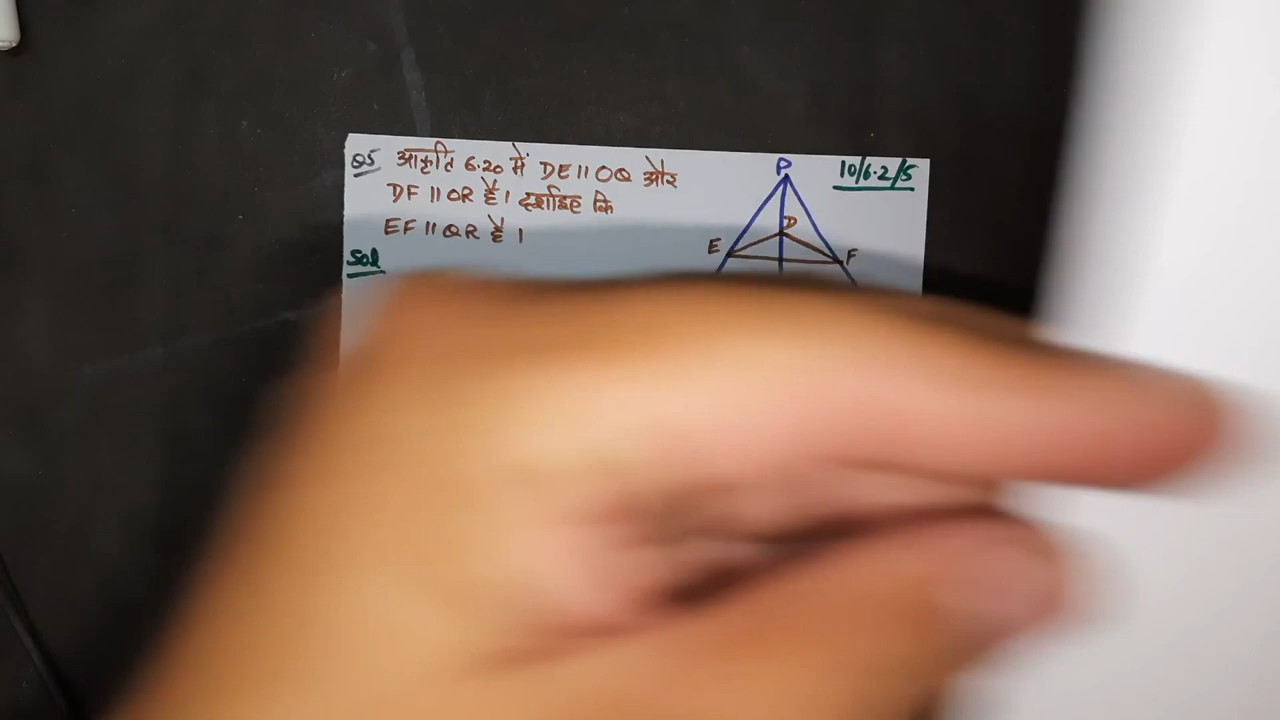 Q5 आकृति 6.20 में DE || OQ और
DF || OR है। दर्शाइए कि
EF || QR है।
Sol
10/6.2/5
P
D
E
F